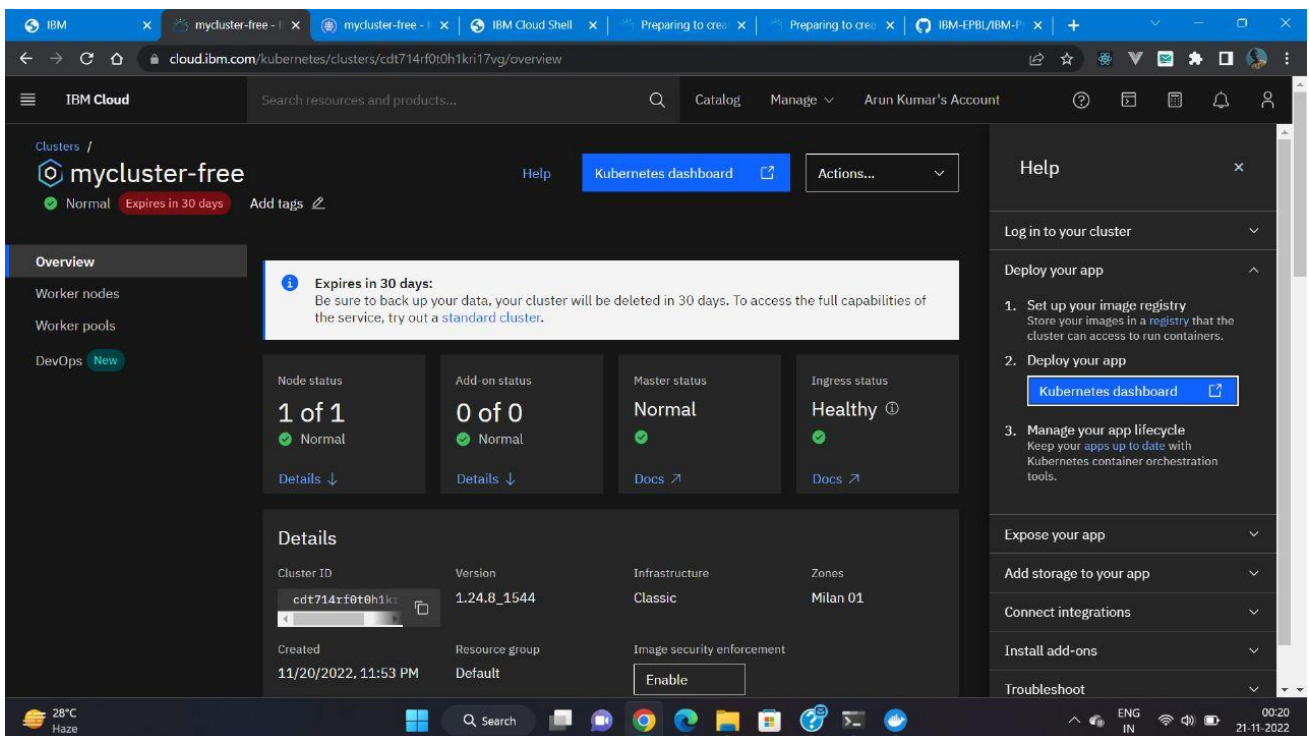 IBM
mycluster-free - I
mycluster-free - I
IBM Cloud Shell
Preparing to crea
Preparing to crea
IBM-EPBL/IBM-P
cloud.ibm.com/kubernetes/clusters/cdt714rf0t0h1kri17vg/overview
IBM Cloud
Search resources and products...
Catalog
Manage
Arun Kumar's Account
Clusters /
mycluster-free
Normal
Expires in 30 days
Add tags
Help
Kubernetes dashboard
Actions...
Overview
Worker nodes
Worker pools
DevOps New
Expires in 30 days:
Be sure to back up your data, your cluster will be deleted in 30 days. To access the full capabilities of
the service, try out a standard cluster.
Node status
1 of 1
Normal
Details ↓
Add-on status
0 of 0
Normal
Details ↓
Master status
Normal
Docs ↗
Ingress status
Healthy
Docs ↗
Details
Cluster ID
cdt714rf0t0h1kr
Version
1.24.8_1544
Infrastructure
Classic
Zones
Milan 01
Created
11/20/2022, 11:53 PM
Resource group
Default
Image security enforcement
Enable
Help
Log in to your cluster
Deploy your app
1. Set up your image registry
Store your images in a registry that the
cluster can access to run containers.
2. Deploy your app
Kubernetes dashboard
3. Manage your app lifecycle
Keep your apps up to date with
Kubernetes container orchestration
tools.
Expose your app
Add storage to your app
Connect integrations
Install add-ons
Troubleshoot
28°C
Haze
Search
ENG
IN
00:20
21-11-2022